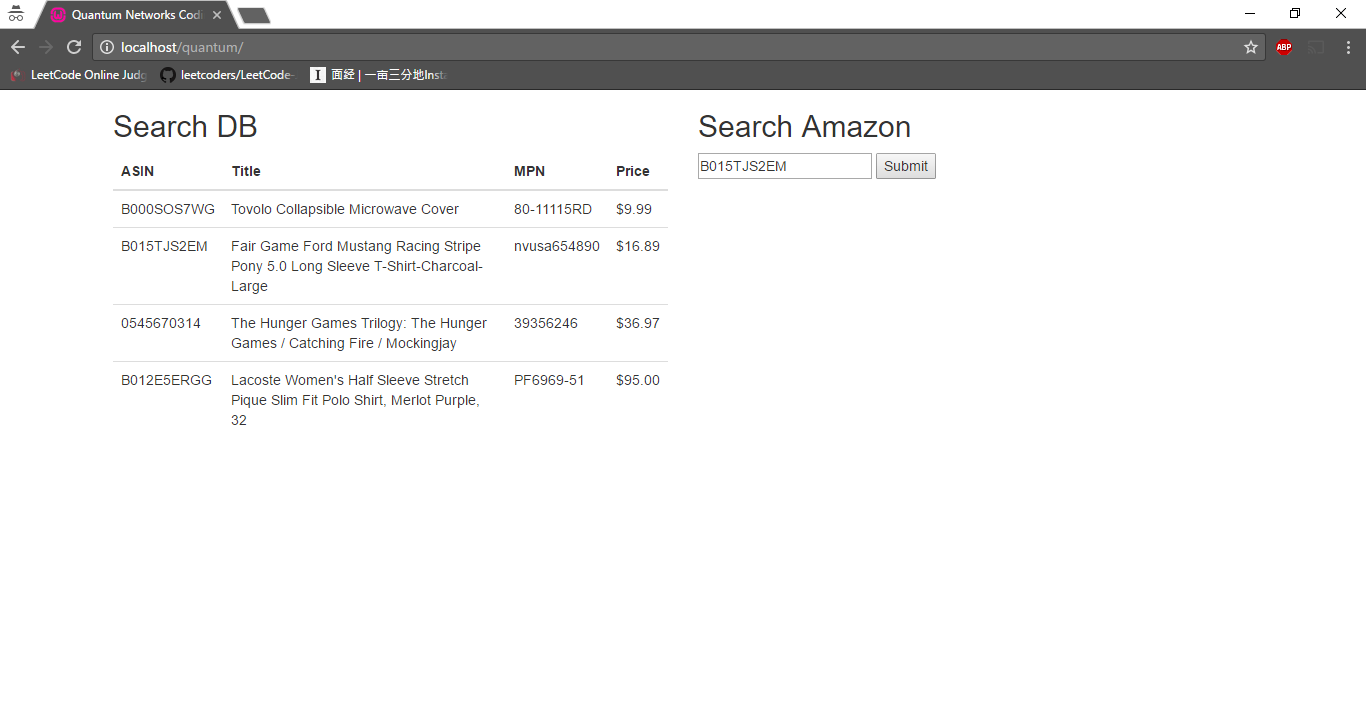 Quantum Networks Codi
localhost/quantum/
ABP
LeetCode Online Judg
leetcoders/LeetCode-
I
面经 | 一亩三分地Insta
Search DB
ASIN Title MPN Price
B000SOS7WG Tovolo Collapsible Microwave Cover 80-11115RD $9.99
B015TJS2EM Fair Game Ford Mustang Racing Stripe nvusa654890 $16.89
Pony 5.0 Long Sleeve T-Shirt-Charcoal-
Large
0545670314 The Hunger Games Trilogy: The Hunger 39356246 $36.97
Games / Catching Fire / Mockingjay
B012E5ERGG Lacoste Women's Half Sleeve Stretch PF6969-51 $95.00
Pique Slim Fit Polo Shirt, Merlot Purple,
32
Search Amazon
B015TJS2EM Submit